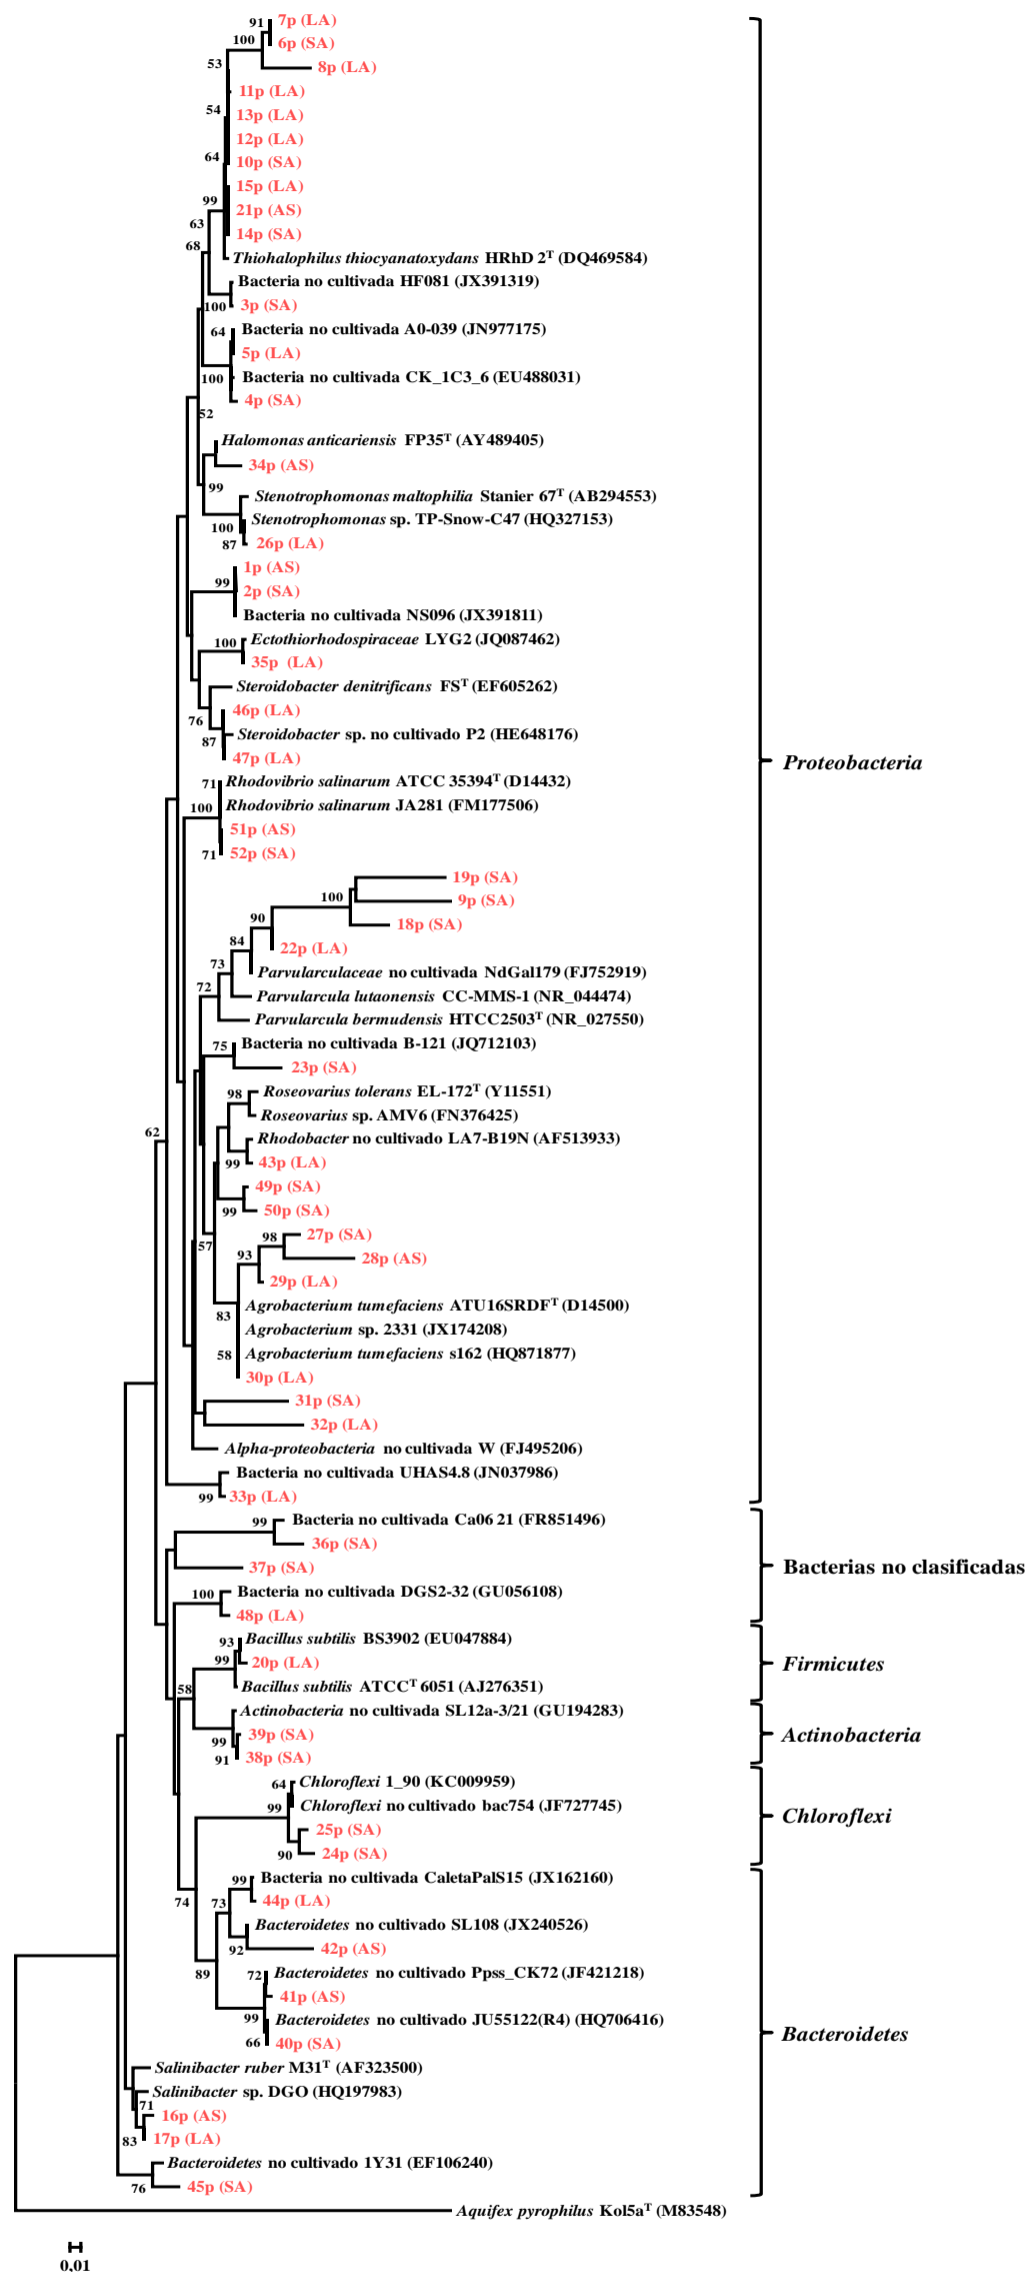 91 7p (LA)
100 6p (SA)
53 8p (LA)
11p (LA)
54 13p (LA)
12p (LA)
64 10p (SA)
15p (LA)
99 21p (AS)
63 14p (SA)
68 Thiohalophilus thiocyanatoxydans HRhD 2T (DQ469584)
Bacteria no cultivada HF081 (JX391319)
100 3p (SA)
64 Bacteria no cultivada A0-039 (JN977175)
5p (LA)
100 Bacteria no cultivada CK_1C3_6 (EU488031)
4p (SA)
52
Halomonas anticariensis FP35T (AY489405)
34p (AS)
99
Stenotrophomonas maltophilia Stanier 67T (AB294553)
100 Stenotrophomonas sp. TP-Snow-C47 (HQ327153)
87 26p (LA)
1p (AS)
99 2p (SA)
Bacteria no cultivada NS096 (JX391811)
100 Ectothiorhodospiraceae LYG2 (JQ087462)
35p (LA)
Steroidobacter denitrificans FST (EF605262)
76 46p (LA)
87 Steroidobacter sp. no cultivado P2 (HE648176)
47p (LA)
Proteobacteria
71 Rhodovibrio salinarum ATCC 35394T (D14432)
100 Rhodovibrio salinarum JA281 (FM177506)
51p (AS)
71 52p (SA)
19p (SA)
100 9p (SA)
90 18p (SA)
84 22p (LA)
73 Parvularculaceae no cultivada NdGal179 (FJ752919)
72 Parvularcula lutaonensis CC-MMS-1 (NR_044474)
Parvularcula bermudensis HTCC2503T (NR_027550)
75 Bacteria no cultivada B-121 (JQ712103)
23p (SA)
98 Roseovarius tolerans EL-172T (Y11551)
Roseovarius sp. AMV6 (FN376425)
62 Rhodobacter no cultivado LA7-B19N (AF513933)
99 43p (LA)
49p (SA)
99 50p (SA)
98 27p (SA)
57 93 28p (AS)
29p (LA)
83 Agrobacterium tumefaciens ATU16SRDFT (D14500)
Agrobacterium sp. 2331 (JX174208)
58 Agrobacterium tumefaciens s162 (HQ871877)
30p (LA)
31p (SA)
32p (LA)
Alpha-proteobacteria no cultivada W (FJ495206)
Bacteria no cultivada UHAS4.8 (JN037986)
99 33p (LA)
99 Bacteria no cultivada Ca06 21 (FR851496)
36p (SA)
37p (SA)
Bacterias no clasificadas
100 Bacteria no cultivada DGS2-32 (GU056108)
48p (LA)
93 Bacillus subtilis BS3902 (EU047884)
99 20p (LA)
Firmicutes
58 Bacillus subtilis ATCCT 6051 (AJ276351)
Actinobacteria no cultivada SL12a-3/21 (GU194283)
99 39p (SA)
Actinobacteria
91 38p (SA)
64 Chloroflexi 1_90 (KC009959)
99 Chloroflexi no cultivado bac754 (JF727745)
Chloroflexi
25p (SA)
90 24p (SA)
99 Bacteria no cultivada CaletaPalS15 (JX162160)
74 73 44p (LA)
Bacteroidetes no cultivado SL108 (JX240526)
92 42p (AS)
89 72 Bacteroidetes no cultivado Ppss_CK72 (JF421218)
41p (AS)
99 Bacteroidetes no cultivado JU55122(R4) (HQ706416)
Bacteroidetes
66 40p (SA)
Salinibacter ruber M31T (AF323500)
Salinibacter sp. DGO (HQ197983)
71 16p (AS)
83 17p (LA)
Bacteroidetes no cultivado 1Y31 (EF106240)
76 45p (SA)
Aquifex pyrophilus Kol5aT (M83548)
0,01